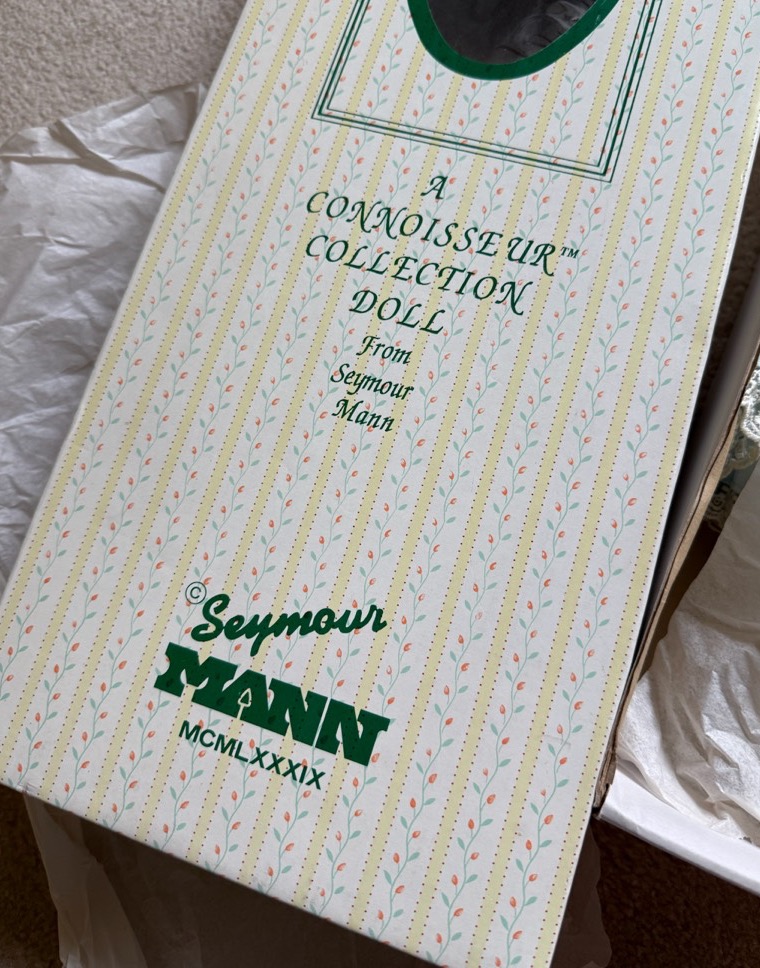 A
CONNOISSEUR™
COLLECTION
DOLL
From
Seymour
Mann
© Seymour
MANN
MCMLXXXIX